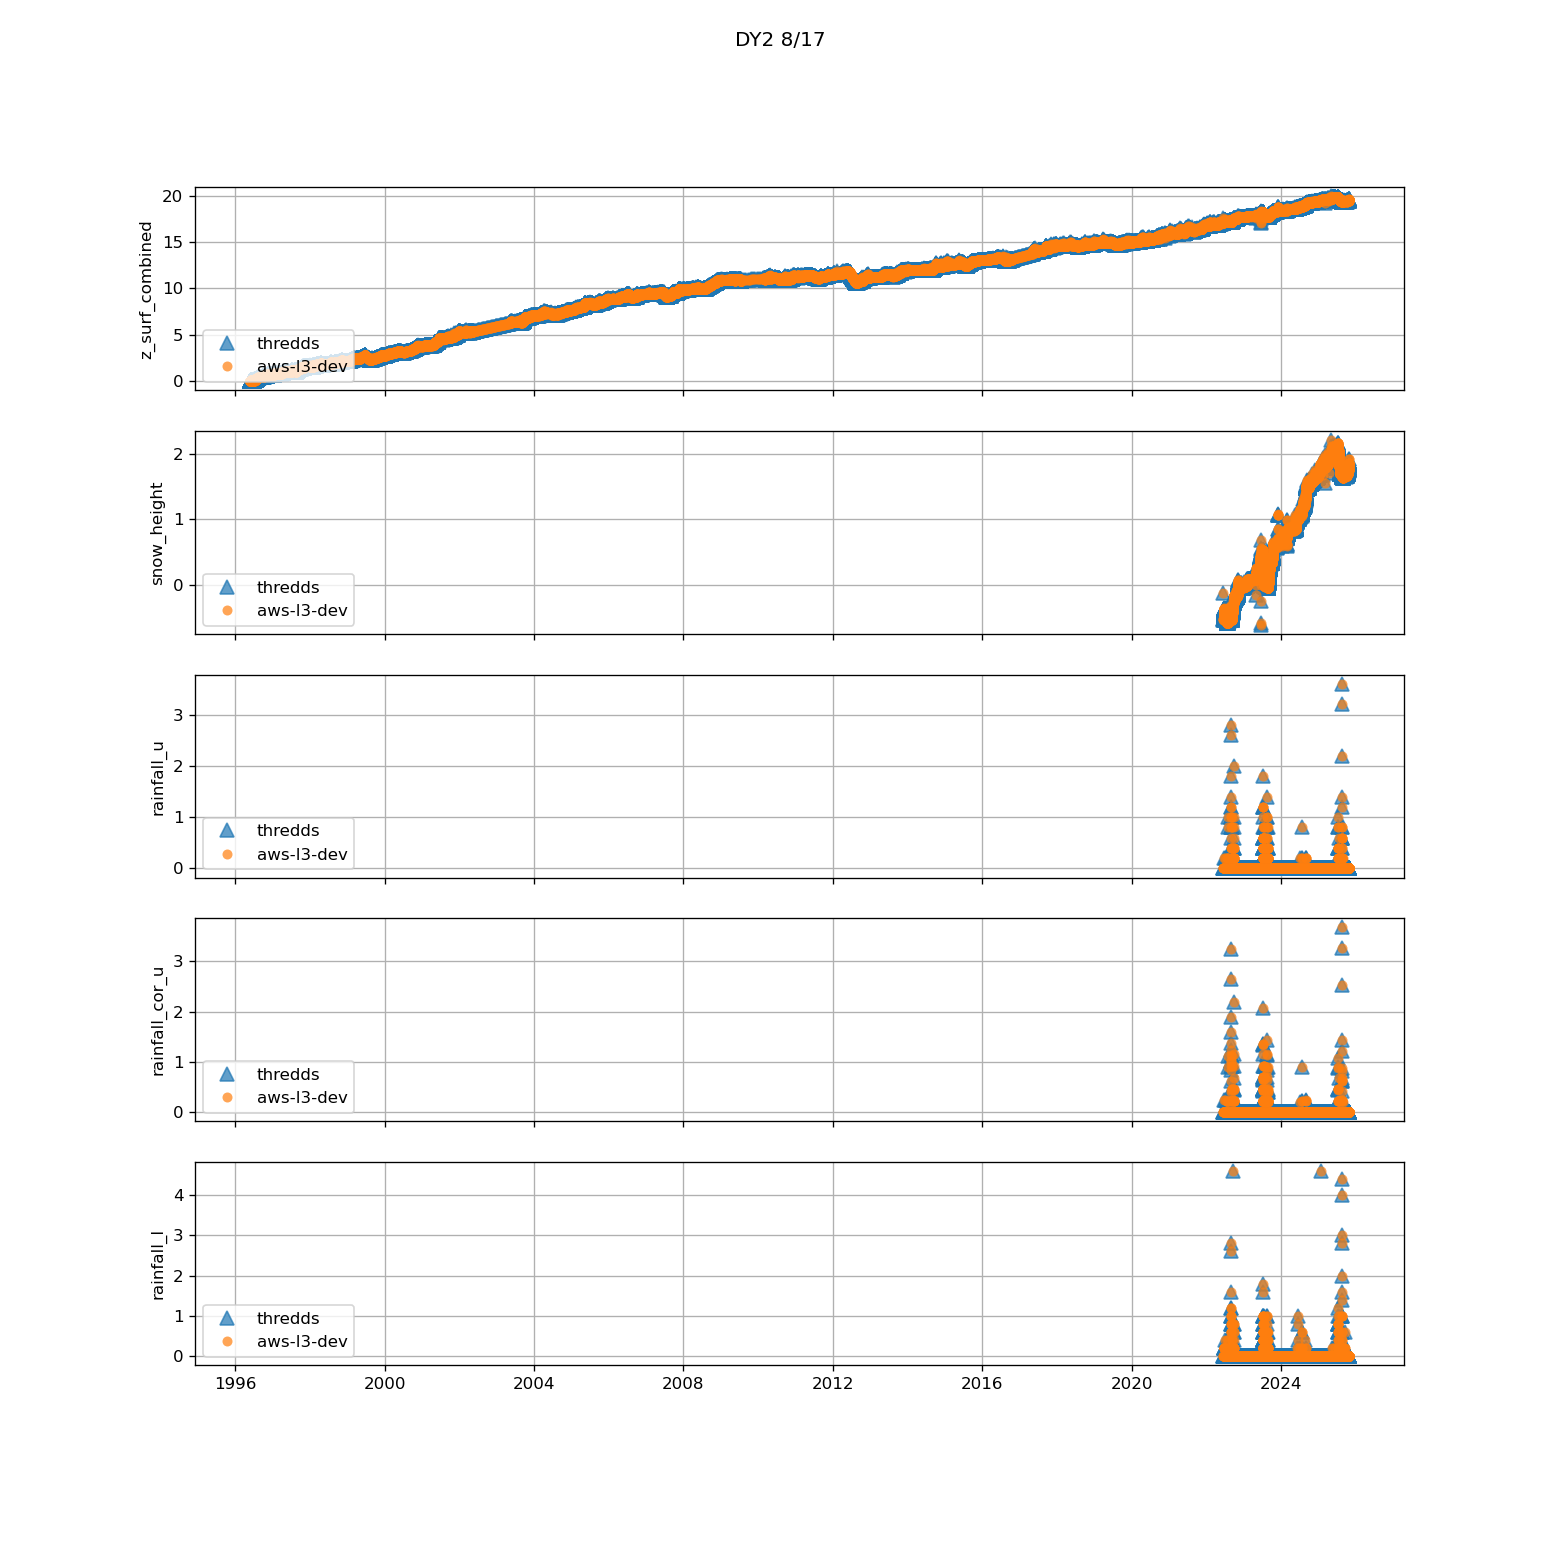 DY2 8/17
20
15
10
5
0
z_surf_combined
thredds
aws-l3-dev
2
1
0
snow_height
thredds
aws-l3-dev
3
2
1
0
rainfall_u
thredds
aws-l3-dev
3
2
1
0
rainfall_cor_u
thredds
aws-l3-dev
4
3
2
1
0
rainfall_l
thredds
aws-l3-dev
1996 2000 2004 2008 2012 2016 2020 2024